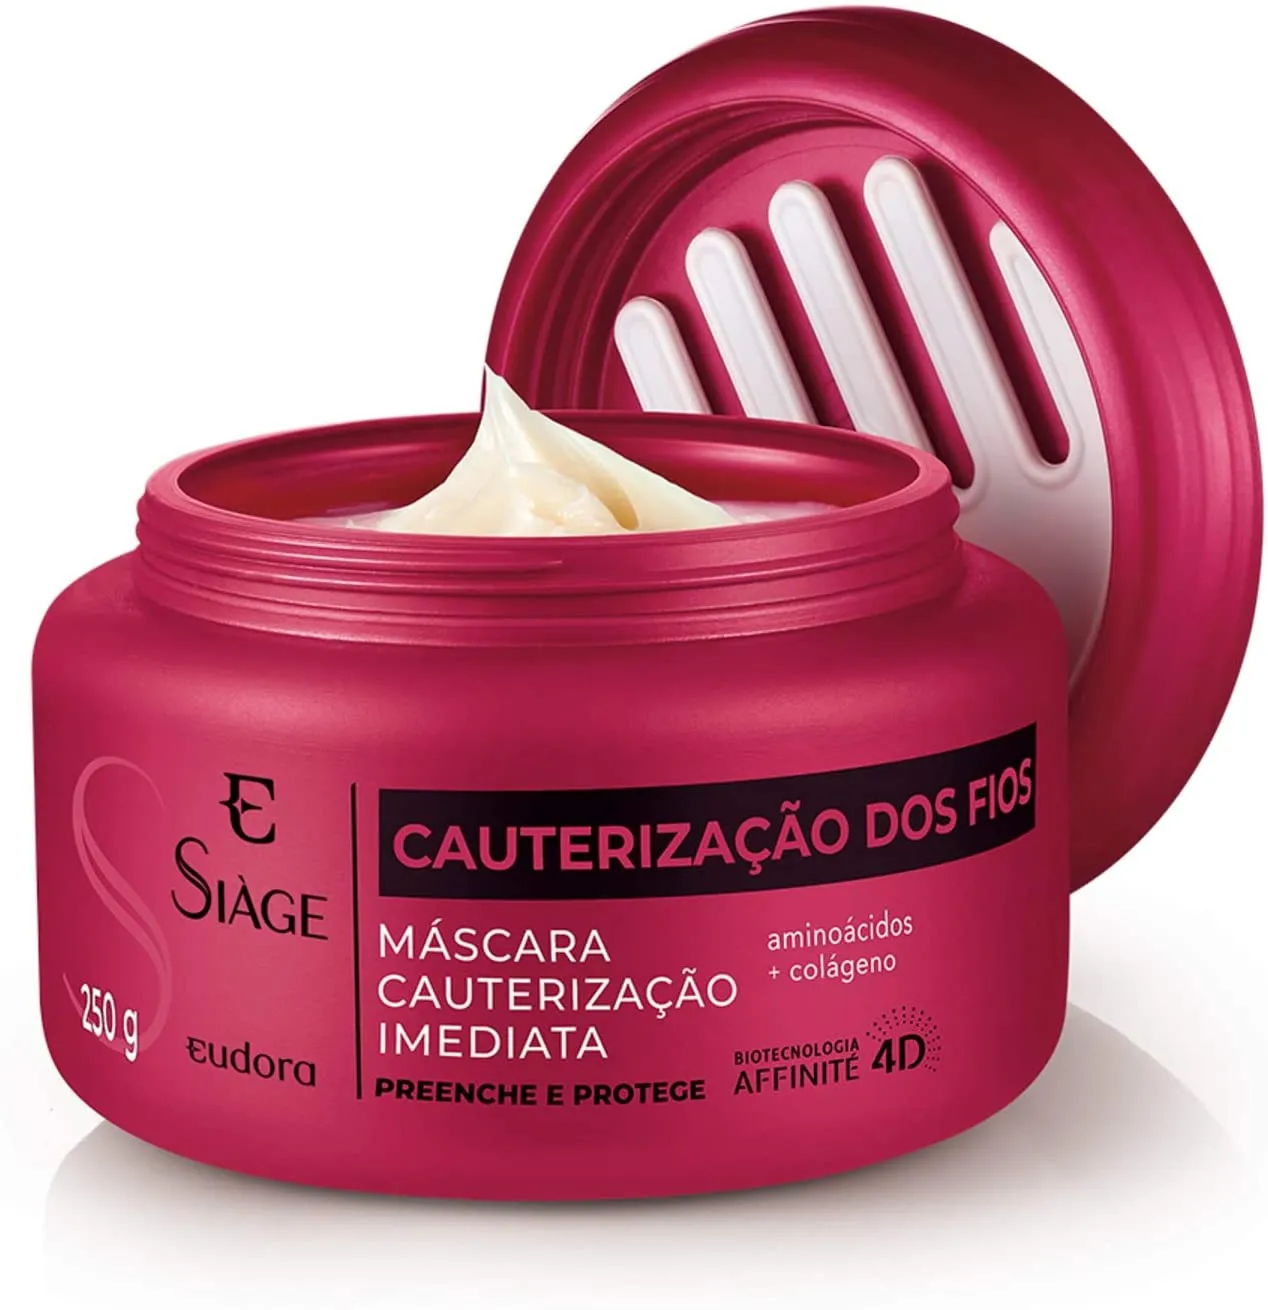 E
SIÀGE
250 g
eudora
CAUTERIZAÇÃO DOS FIOS
MÁSCARA
CAUTERIZAÇÃO
IMEDIATA
PREENCHE E PROTEGE
aminoácidos
+ colágeno
BIOTECNOLOGIA
AFFINITÉ 4D